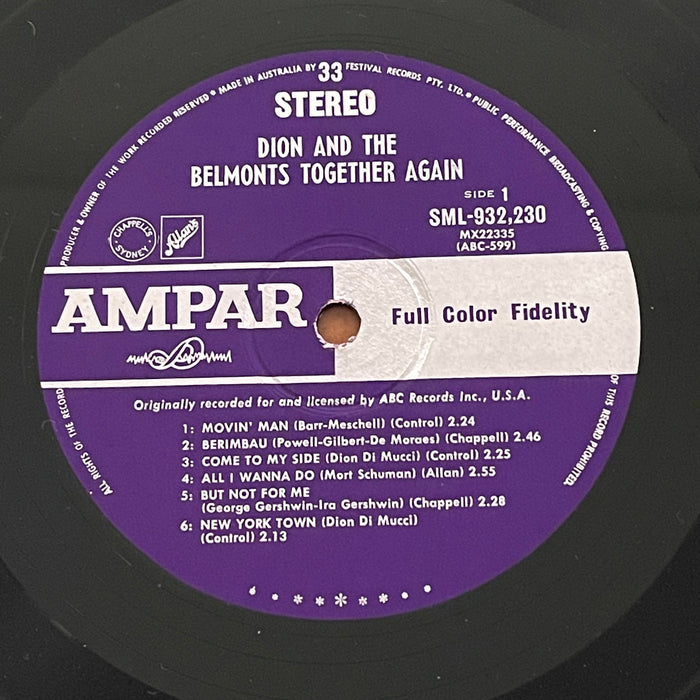 PRODUCER & OWNER OF THE WORK RECORDED RESERVED • MADE IN AUSTRALIA BY FESTIVAL RECORDS PTY. LTD. • PUBLIC PERFORMANCE BROADCASTING & COPYING
33
STEREO
DION AND THE
BELMONTS TOGETHER AGAIN
SIDE 1
SML-932,230
MX22335
(ABC-599)
CHAPPELL'S
SYDNEY
Allans
AMPAR
Full Color Fidelity
Originally recorded for and licensed by ABC Records Inc., U.S.A.
1: MOVIN' MAN (Barr-Meschell) (Control) 2.24
2: BERIMBAU (Powell-Gilbert-De Moraes) (Chappell) 2.46
3: COME TO MY SIDE (Dion Di Mucci) (Control) 2.25
4: ALL I WANNA DO (Mort Schuman) (Allan) 2.55
5: BUT NOT FOR ME
(George Gershwin-Ira Gershwin) (Chappell) 2.28
6: NEW YORK TOWN (Dion Di Mucci)
(Control) 2.13
ALL RIGHTS OF THE RECORD
OF THIS RECORD PROHIBITED